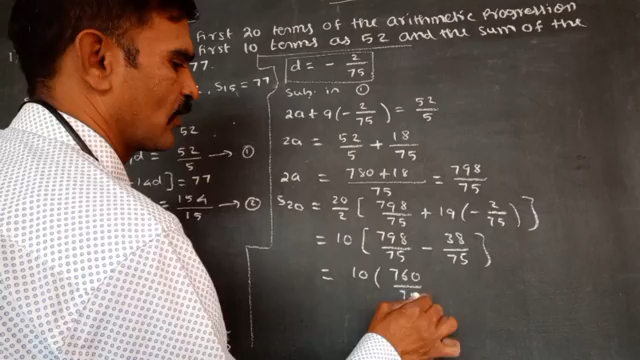 first 20 terms of the arithmetic progression
first 10 terms as 52 and the sum of the
1.
77.
, S15 = 77
52
d = 52/5 → ①
14d] = 77
= 154/15 → ②
d = - 2/75
sub. in ①
2a + 9(- 2/75) = 52/5
2a = 52/5 + 18/75
2a = 780+18/75 = 798/75
S20 = 20/2 [ 798/75 + 19(- 2/75) ]
= 10 [ 798/75 - 38/75 ]
= 10 ( 760/7